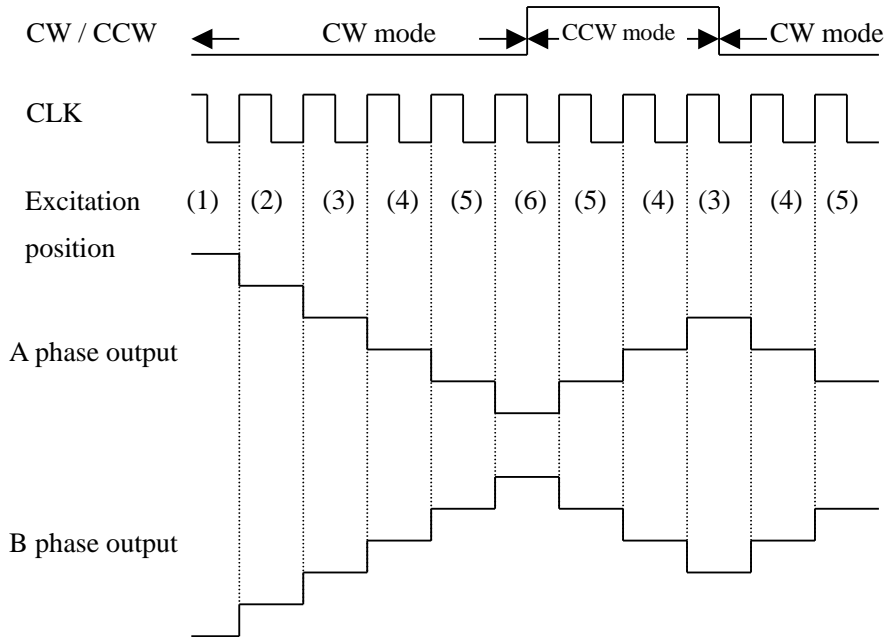 CW / CCW CW mode CCW mode CW mode
CLK
Excitation position (1) (2) (3) (4) (5) (6) (5) (4) (3) (4) (5)
A phase output
B phase output